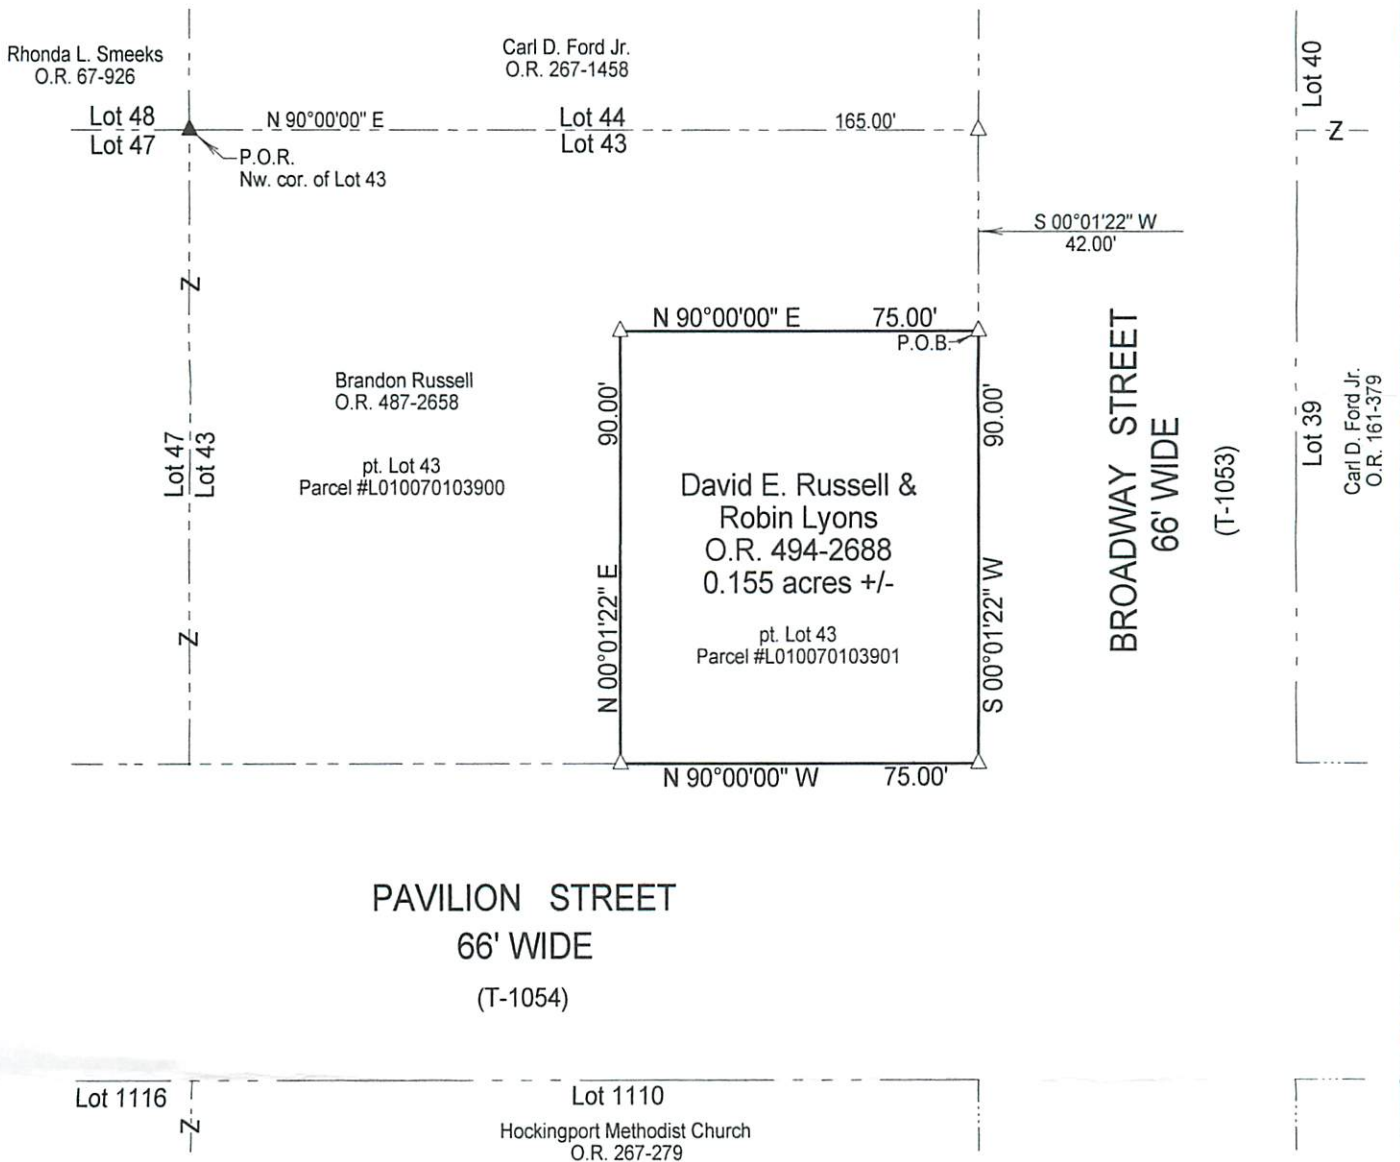 Rhonda L. Smeeks
O.R. 67-926
Carl D. Ford Jr.
O.R. 267-1458
Lot 40
Lot 48
N 90°00'00" E
Lot 44
165.00'
Z
Lot 47
Lot 43
P.O.R.
Nw. cor. of Lot 43
S 00°01'22" W
42.00'
Z
N 90°00'00" E
75.00'
P.O.B.
Brandon Russell
O.R. 487-2658
90.00'
90.00'
BROADWAY STREET
66' WIDE
(T-1053)
Lot 39
Carl D. Ford Jr.
O.R. 161-379
Lot 47
Lot 43
pt. Lot 43
Parcel #L010070103900
David E. Russell &
Robin Lyons
O.R. 494-2688
0.155 acres +/-
pt. Lot 43
Parcel #L010070103901
N 00°01'22" E
S 00°01'22" W
Z
N 90°00'00" W
75.00'
PAVILION STREET
66' WIDE
(T-1054)
Lot 1116
Z
Lot 1110
Hockingport Methodist Church
O.R. 267-279